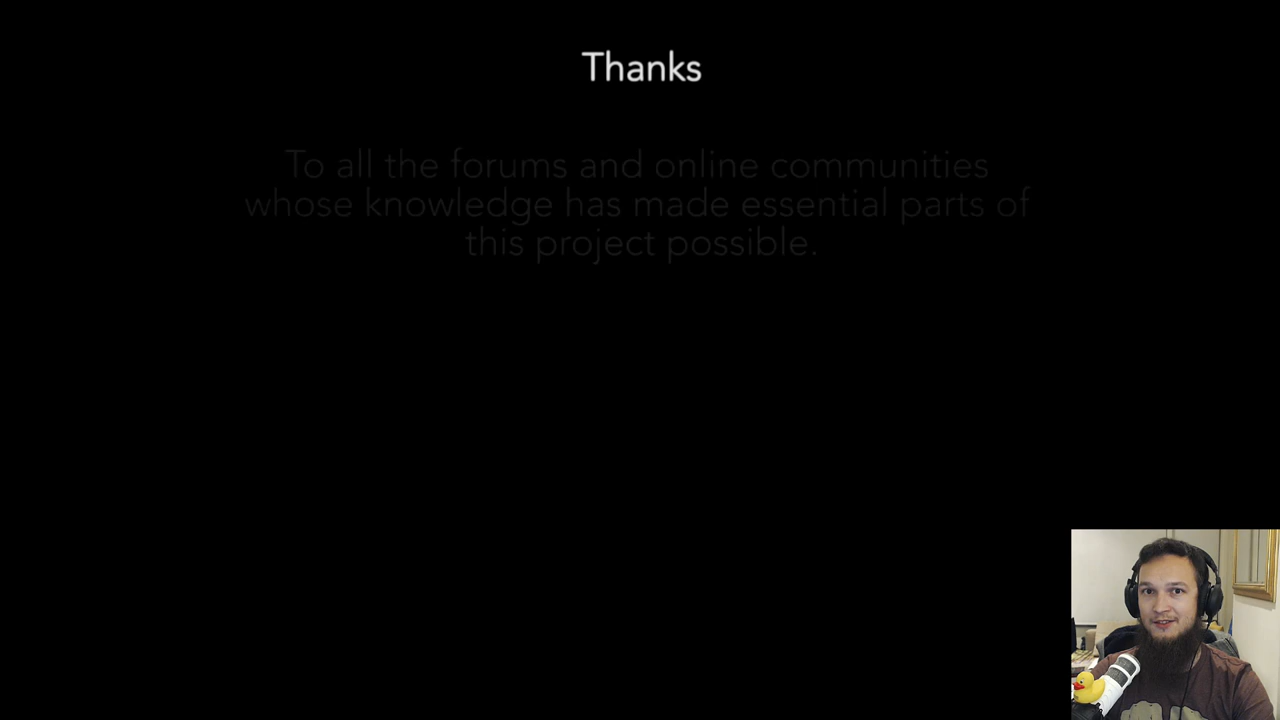 Thanks
To all the forums and online communities
whose knowledge has made essential parts of
this project possible.